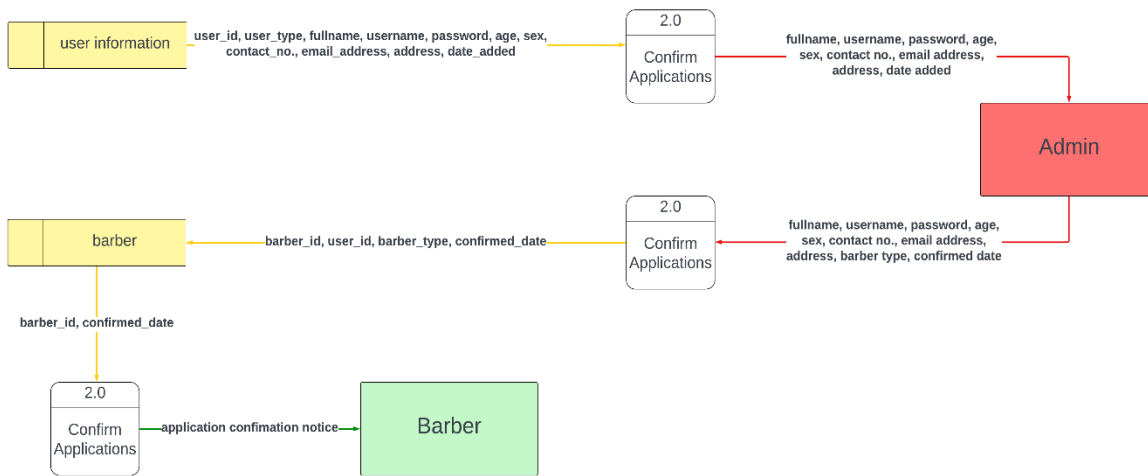 user information
user_id, user_type, fullname, username, password, age, sex,
contact_no., email_address, address, date_added
2.0
Confirm
Applications
fullname, username, password, age,
sex, contact no., email address,
address, date added
Admin
barber
barber_id, user_id, barber_type, confirmed_date
2.0
Confirm
Applications
fullname, username, password, age,
sex, contact no., email address,
address, barber type, confirmed date
barber_id, confirmed_date
2.0
Confirm
Applications
application confimation notice
Barber